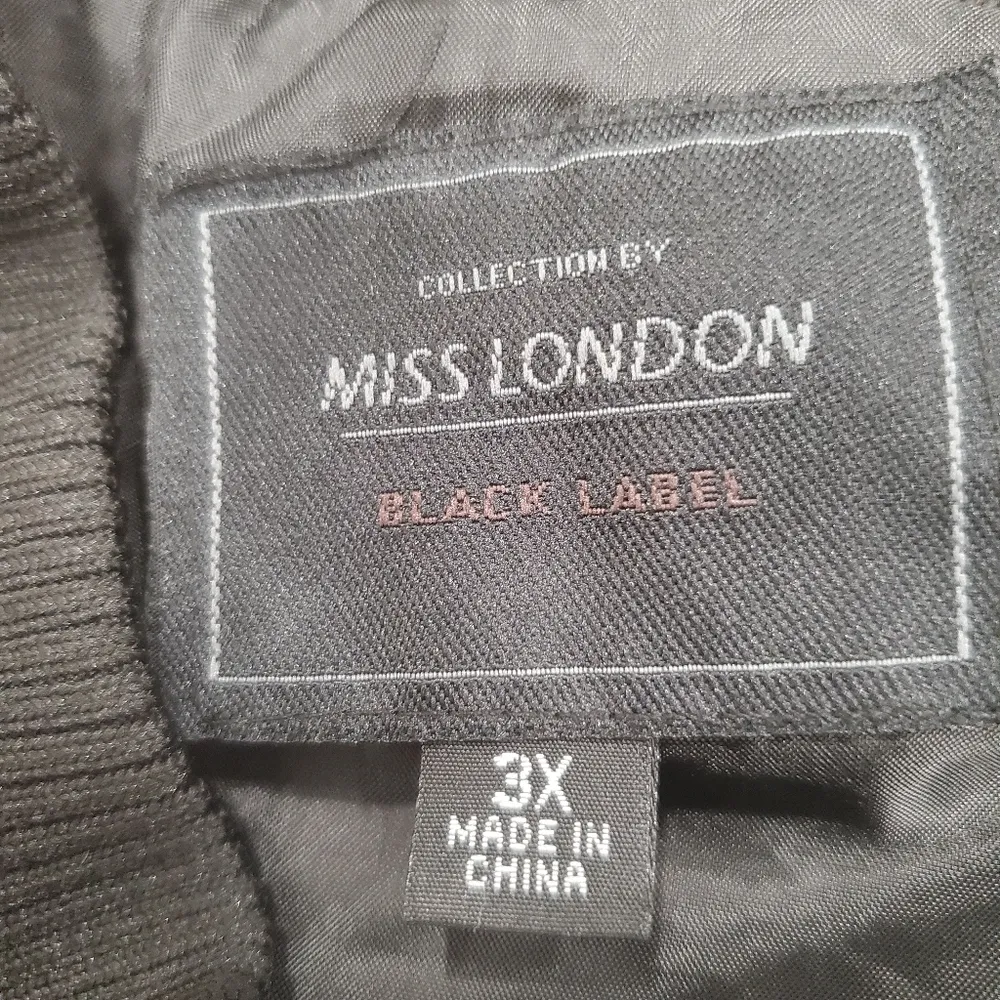 COLLECTION BY
MISS LONDON
BLACK LABEL
3X
MADE IN
CHINA